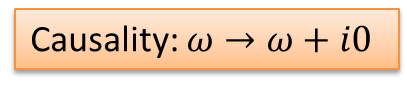 Causality: ω → ω + i0